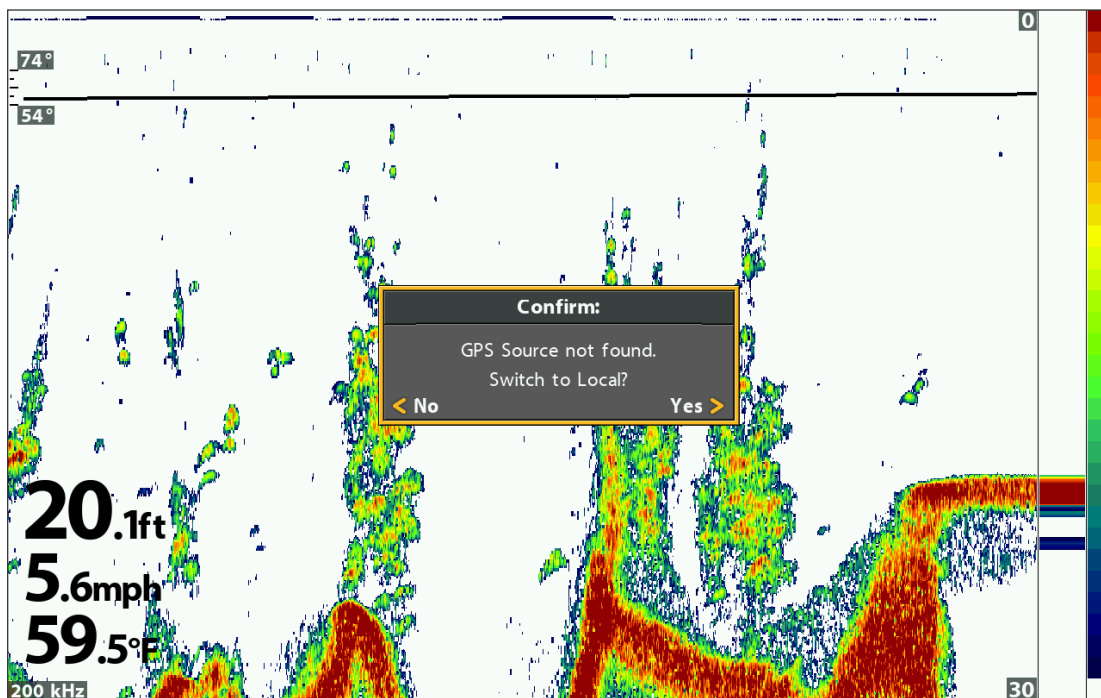 0
74°
54°
Confirm:
GPS Source not found.
Switch to Local?
< No Yes >
20.1ft
5.6mph
59.5°F
200 kHz 30